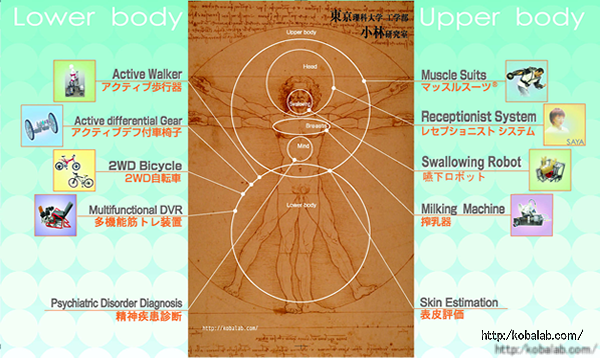 Lower body
東京理科大学 工学部
小林研究室
Upper body
Active Walker
アクティブ歩行器
Active differential Gear
アクティブデフ付車椅子
2WD Bicycle
2WD自転車
Multifunctional DVR
多機能筋トレ装置
Psychiatric Disorder Diagnosis
精神疾患診断
Upper body
Head
Swallowing
Breasts
Mind
Lower body
http://kobalab.com/
Muscle Suits
マッスルスーツ®
Receptionist System
レセプショニスト システム
SAYA
Swallowing Robot
嚥下ロボット
Milking Machine
搾乳器
Skin Estimation
表皮評価
http://kobalab.com/
http://kobalab.com/